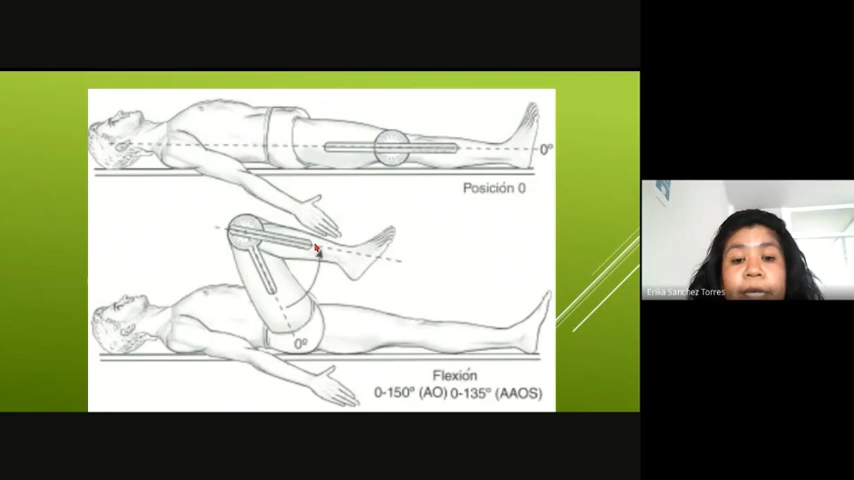 0º
Posición 0
0º
Flexión
0-150º (AO) 0-135º (AAOS)
Erika Sanchez Torres